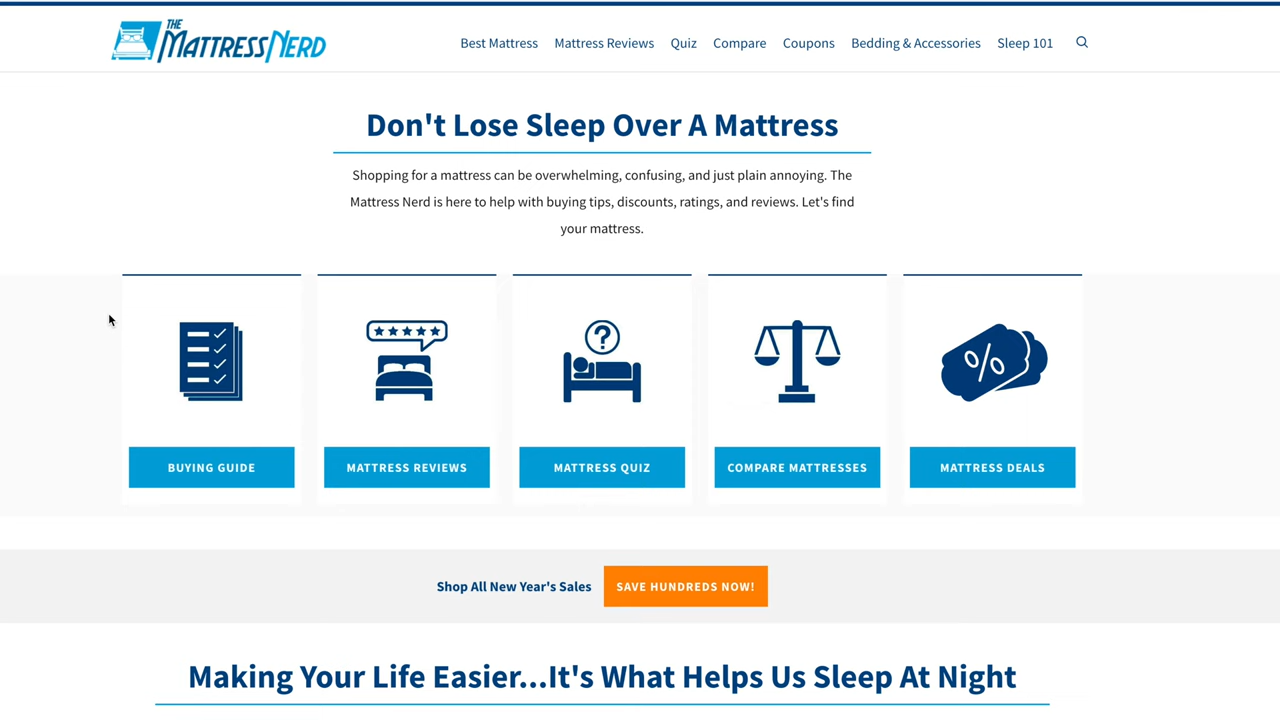 THE
MATTRESS NERD
Best Mattress Mattress Reviews Quiz Compare Coupons Bedding & Accessories Sleep 101
Don't Lose Sleep Over A Mattress
Shopping for a mattress can be overwhelming, confusing, and just plain annoying. The
Mattress Nerd is here to help with buying tips, discounts, ratings, and reviews. Let's find
your mattress.
?
%
BUYING GUIDE
MATTRESS REVIEWS
MATTRESS QUIZ
COMPARE MATTRESSES
MATTRESS DEALS
Shop All New Year's Sales
SAVE HUNDREDS NOW!
Making Your Life Easier...It's What Helps Us Sleep At Night